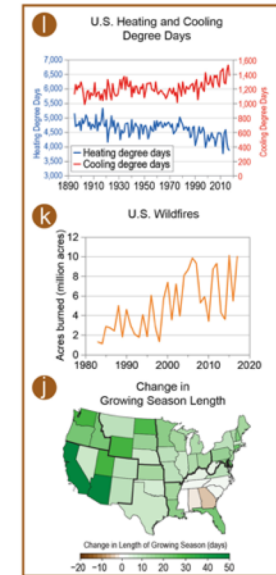 l
U.S. Heating and Cooling
Degree Days
Heating Degree Days
7,000
6,500
6,000
5,500
5,000
4,500
4,000
3,500
3,000
1,600
1,400
1,200
1,000
800
600
400
200
0
Cooling Degree Days
Heating degree days
Cooling degree days
1890 1910 1930 1950 1970 1990 2010
k
U.S. Wildfires
Acres burned (million acres)
12
10
8
6
4
2
0
1980 1990 2000 2010 2020
j
Change in
Growing Season Length
Change in Length of Growing Season (days)
−20 −10 0 10 20 30 40 50